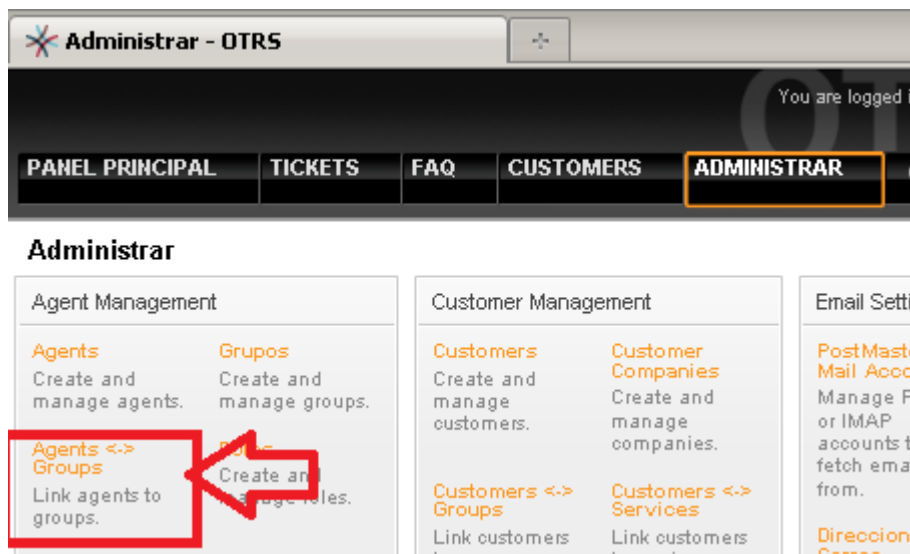 Administrar - OTRS
You are logged
PANEL PRINCIPAL TICKETS FAQ CUSTOMERS ADMINISTRAR
Administrar
Agent Management
Agents
Create and
manage agents.
Grupos
Create and
manage groups.
Agents <->
Groups
Link agents to
groups.
Create and
roles.
Customer Management
Customers
Create and
manage
customers.
Customer
Companies
Create and
manage
companies.
Customers <->
Groups
Link customers
Customers <->
Services
Link customers
Email Setti
PostMast
Mail Acco
Manage P
or IMAP
accounts t
fetch ema
from.
Direccion